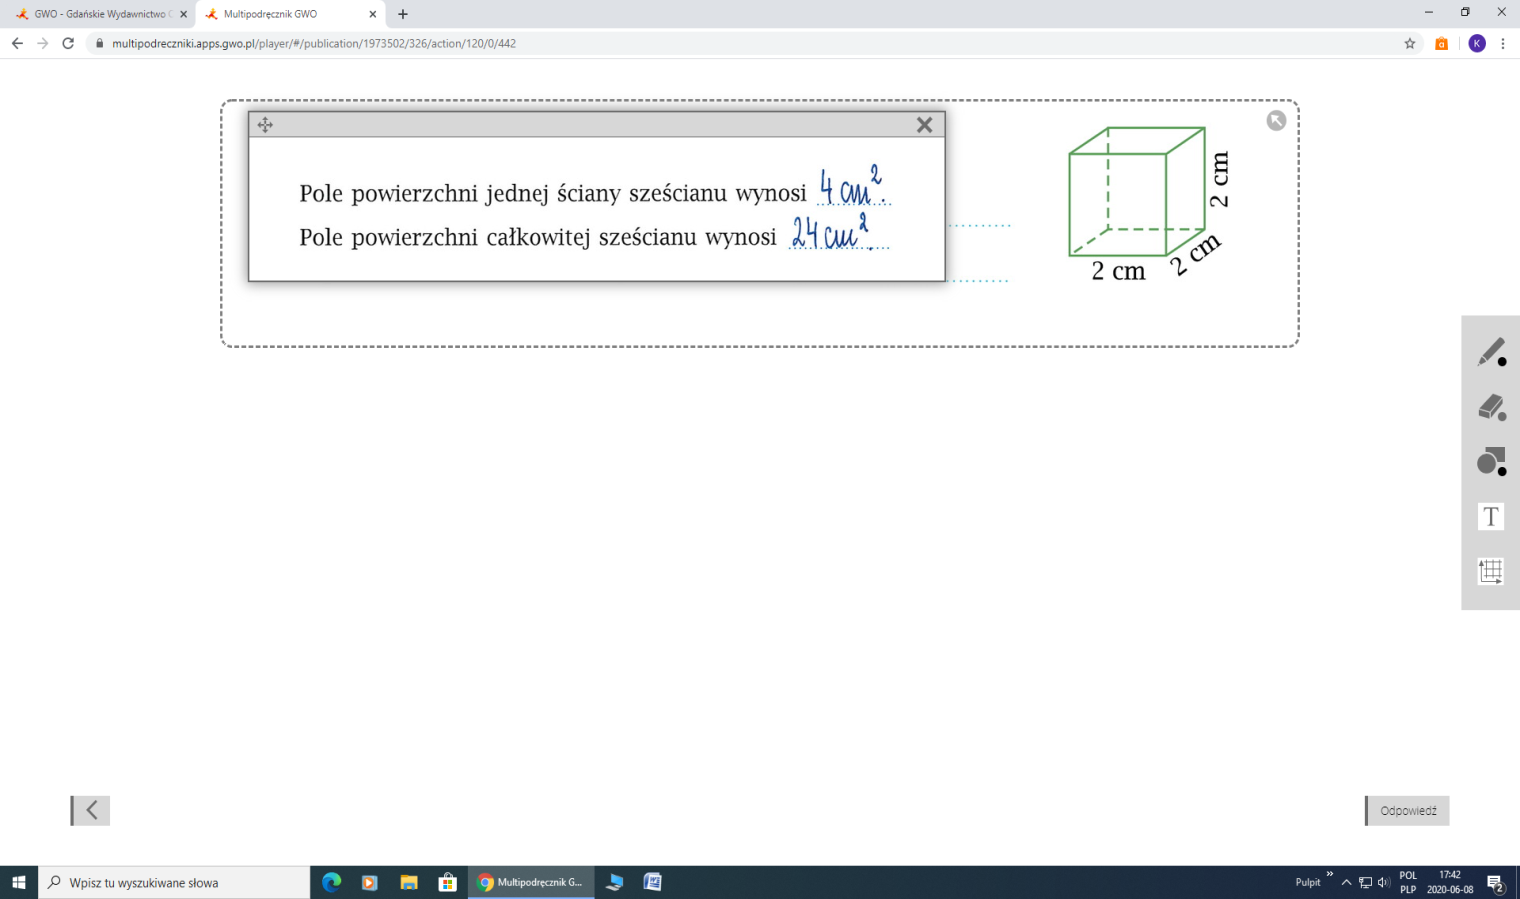 GWO - Gdańskie Wydawnictwo O
Multipodręcznik GWO
multipodreczniki.apps.gwo.pl/player/#/publication/1973502/326/action/120/0/442
K
Pole powierzchni jednej ściany sześcianu wynosi 4 cm².
Pole powierzchni całkowitej sześcianu wynosi 24 cm².
2 cm
2 cm
2 cm
T
Odpowiedź
Wpisz tu wyszukiwane słowa
Multipodręcznik G...
Pulpit
POL
PLP
17:42
2020-06-08
2